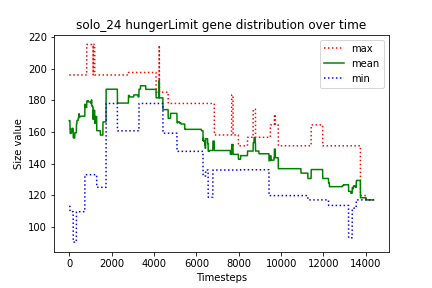 solo_24 hungerLimit gene distribution over time
220
200
180
160
140
120
100
Size value
max
mean
min
0 2000 4000 6000 8000 10000 12000 14000
Timesteps